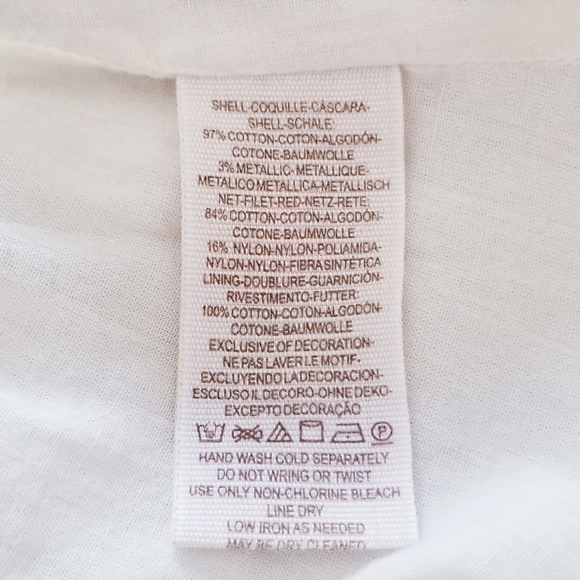 SHELL-COQUILLE-CÁSCARA-
SHELL-SCHALE:
97% COTTON-COTON-ALGODÓN-
COTONE-BAUMWOLLE
3% METALLIC-METALLIQUE-
METALICO METALLICA-METALLISCH
NET-FILET-RED-NETZ-RETE:
84% COTTON-COTON-ALGODÓN-
COTONE-BAUMWOLLE
16% NYLON-NYLON-POLIAMIDA-
NYLON-NYLON-FIBRA SINTÉTICA
LINING-DOUBLURE-GUARNICIÓN-
RIVESTIMENTO-FUTTER:
100% COTTON-COTON-ALGODÓN-
COTONE-BAUMWOLLE
EXCLUSIVE OF DECORATION-
NE PAS LAVER LE MOTIF-
EXCLUYENDO LA DECORACION-
ESCLUSO IL DECORO-OHNE DEKO-
EXCEPTO DECORAÇÃO
P
HAND WASH COLD SEPARATELY
DO NOT WRING OR TWIST
USE ONLY NON-CHLORINE BLEACH
LINE DRY
LOW IRON AS NEEDED
MAY BE DRY CLEANED